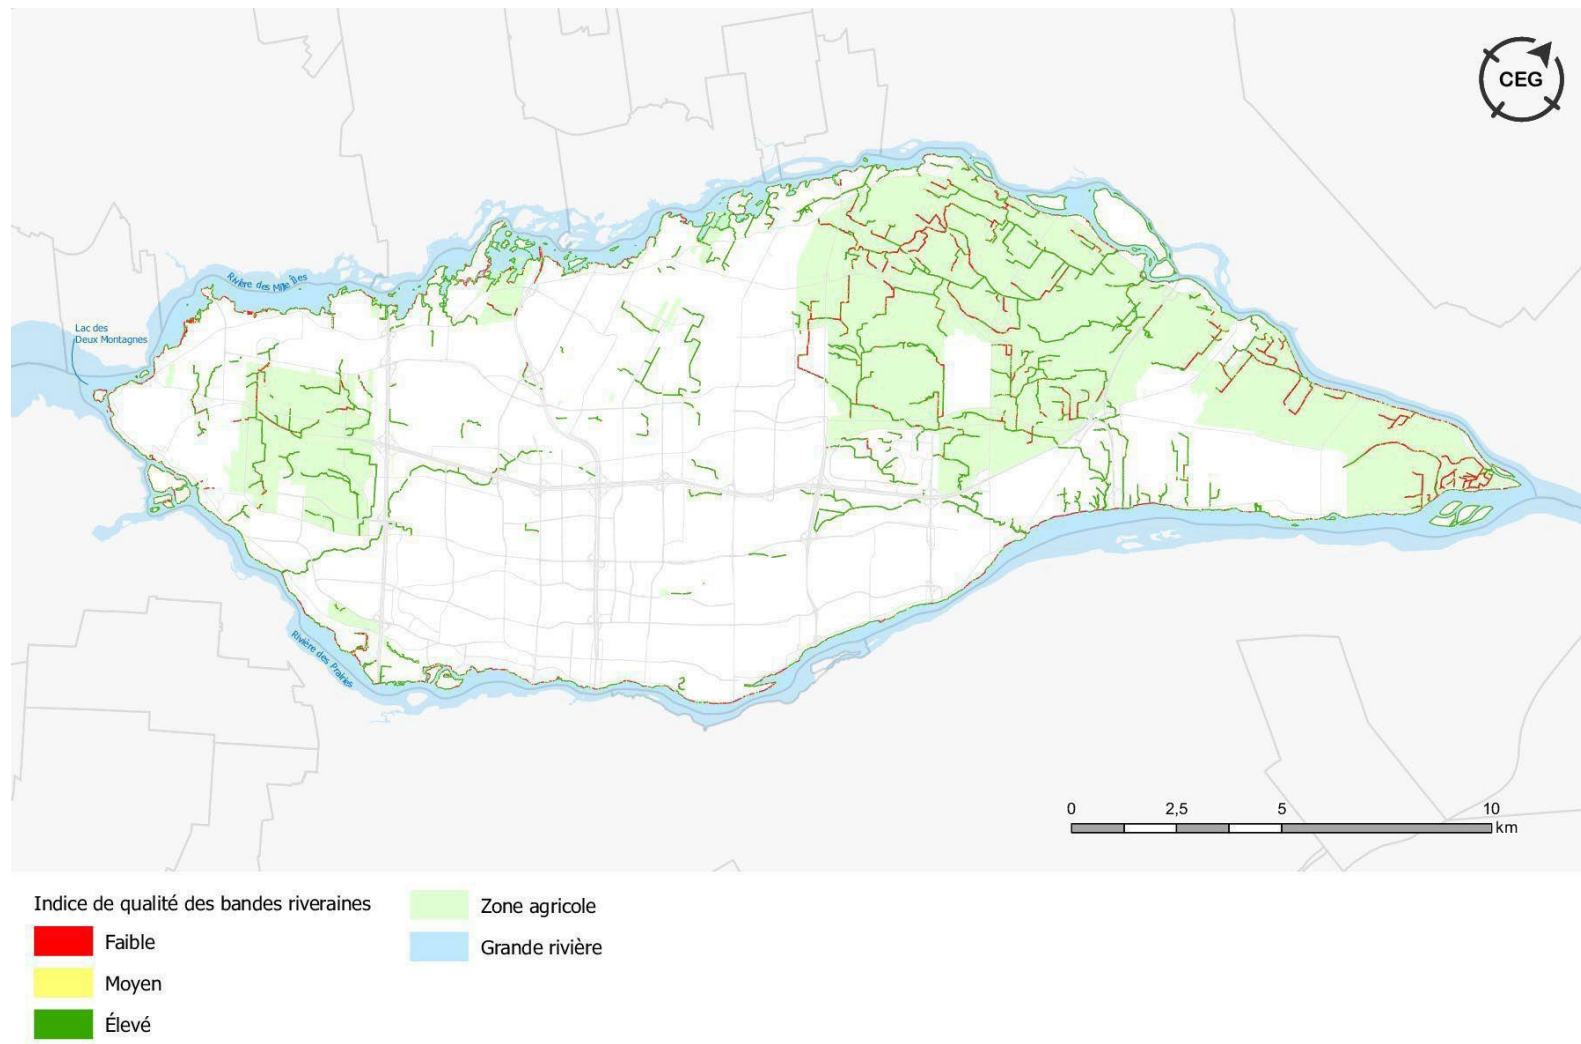 CEG
Rivière des Mille Îles
Lac des
Deux Montagnes
Rivière des Prairies
0 2,5 5 10
km
Indice de qualité des bandes riveraines
Faible
Moyen
Élevé
Zone agricole
Grande rivière